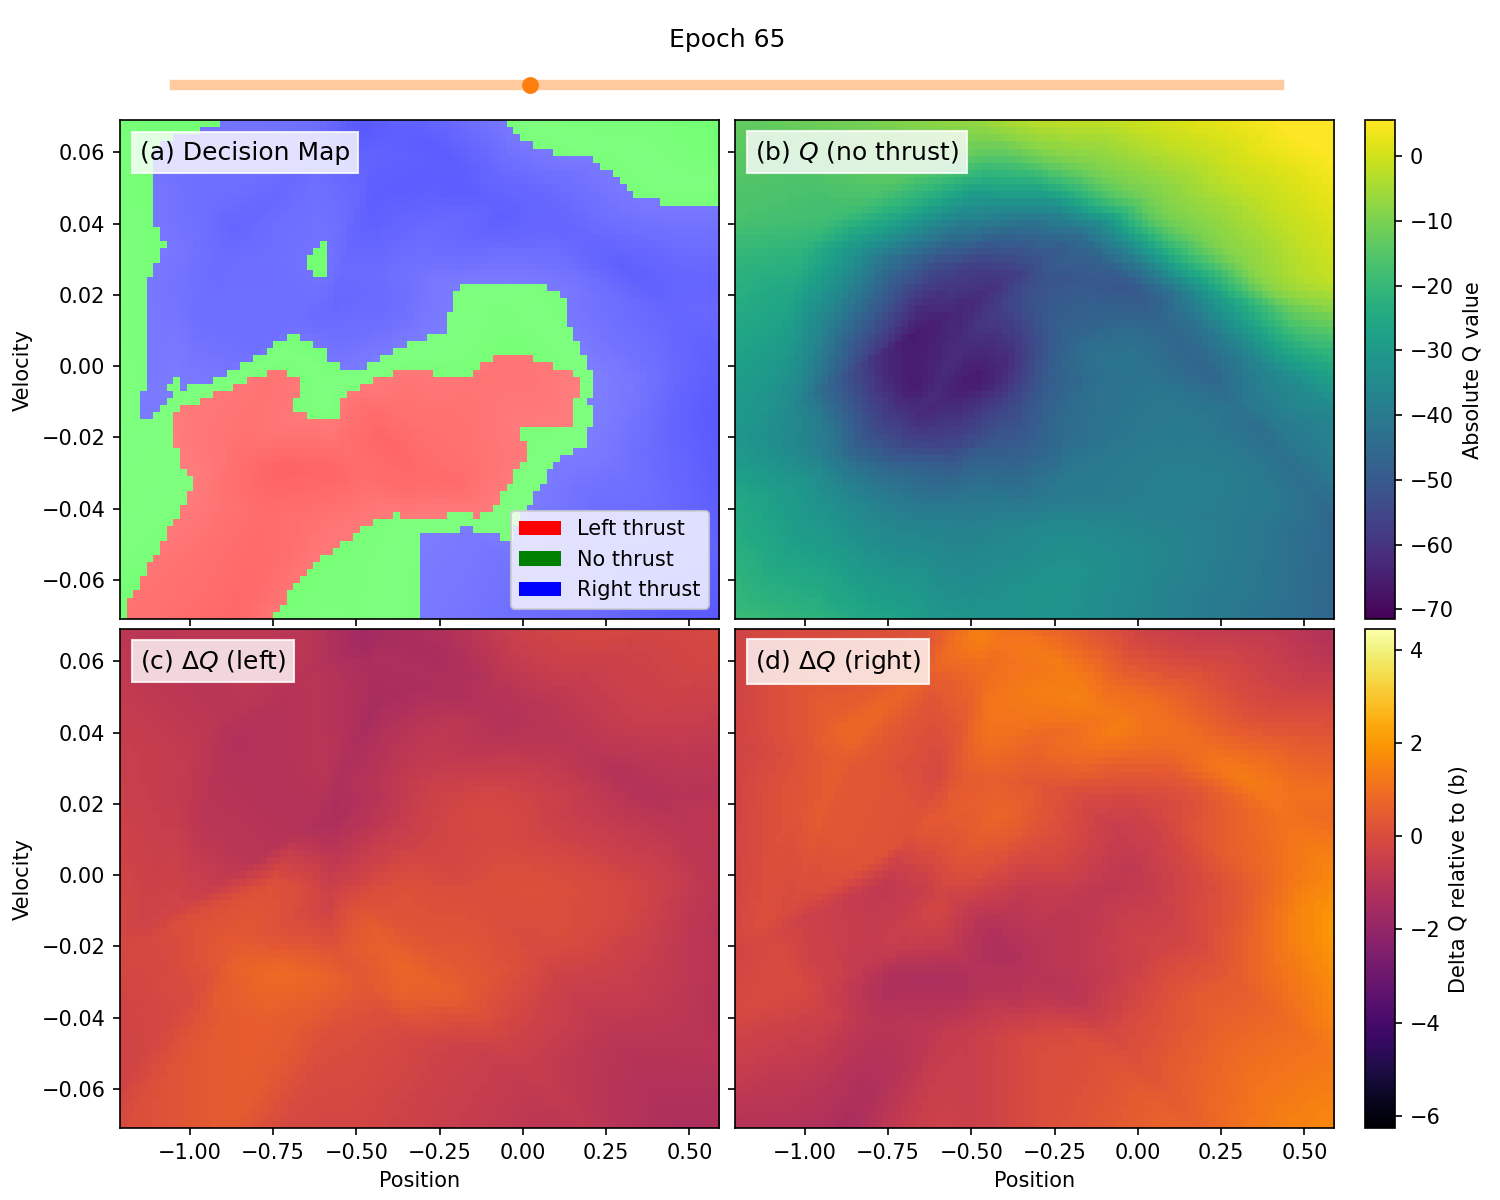 Epoch 65
(a) Decision Map
(b) Q (no thrust)
0.06
0.04
0.02
0.00
−0.02
−0.04
−0.06
Velocity
Left thrust
No thrust
Right thrust
0
−10
−20
−30
−40
−50
−60
−70
Absolute Q value
(c) ΔQ (left)
(d) ΔQ (right)
0.06
0.04
0.02
0.00
−0.02
−0.04
−0.06
Velocity
4
2
0
−2
−4
−6
Delta Q relative to (b)
−1.00 −0.75 −0.50 −0.25 0.00 0.25 0.50
Position
−1.00 −0.75 −0.50 −0.25 0.00 0.25 0.50
Position